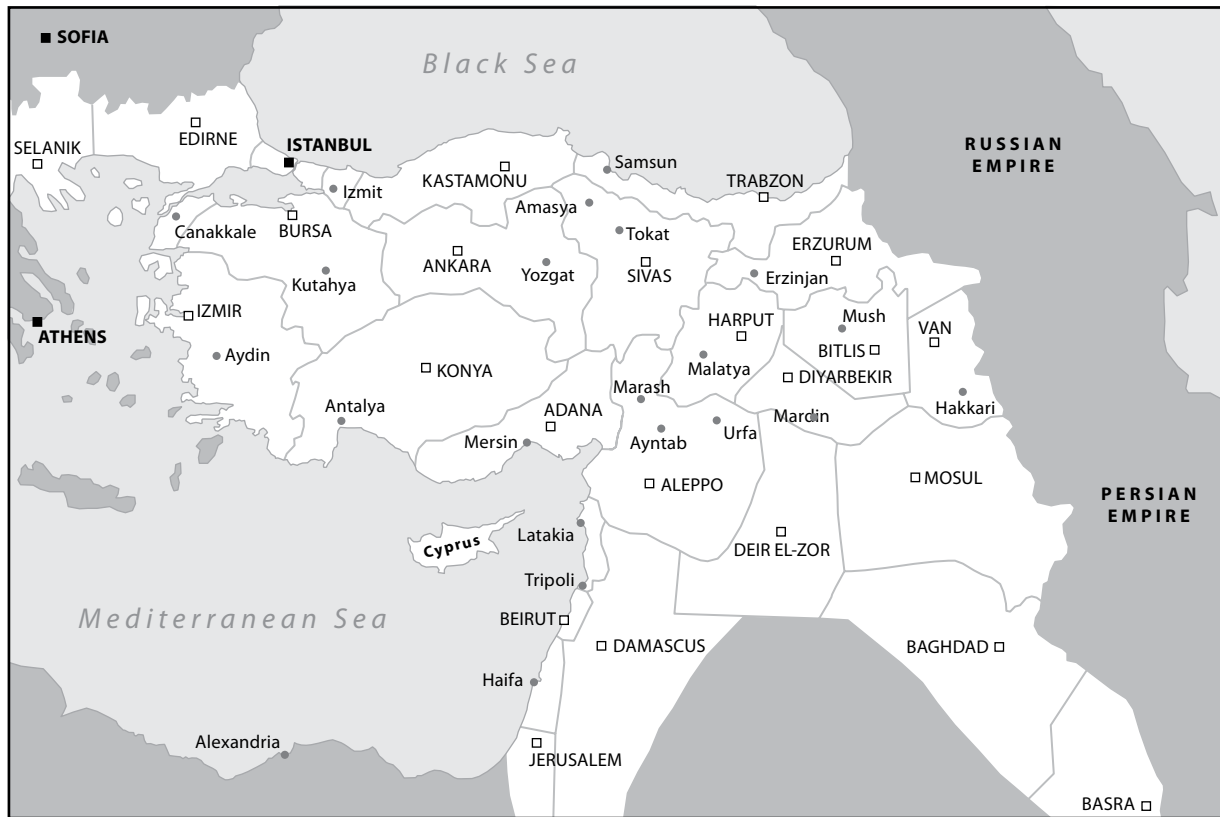 SOFIA
Black Sea
SELANIK
EDIRNE
ISTANBUL
Izmit
KASTAMONU
Samsun
TRABZON
RUSSIAN
EMPIRE
Canakkale
BURSA
Amasya
Tokat
ERZURUM
ANKARA
Yozgat
SIVAS
Erzinjan
Kutahya
IZMIR
ATHENS
Aydin
KONYA
HARPUT
Malatya
Mush
BITLIS
VAN
DIYARBEKIR
Hakkari
Antalya
Mersin
ADANA
Marash
Ayntab
Urfa
Mardin
ALEPPO
MOSUL
PERSIAN
EMPIRE
Cyprus
Latakia
DEIR EL-ZOR
Tripoli
Mediterranean Sea
BEIRUT
DAMASCUS
BAGHDAD
Haifa
Alexandria
JERUSALEM
BASRA